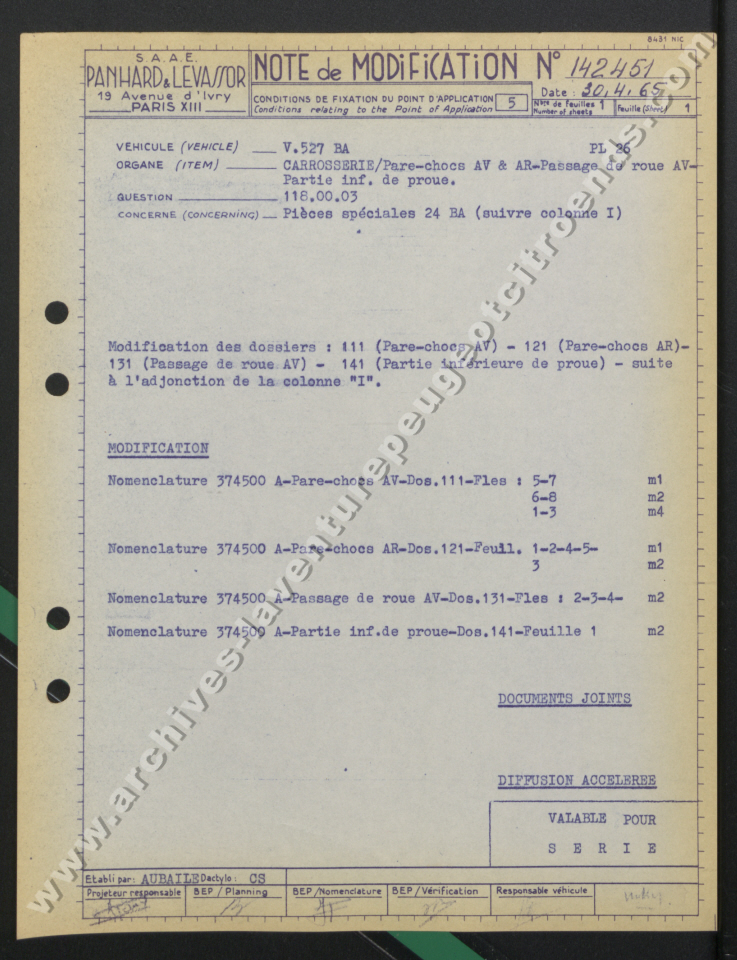 8431 NIC
S.A.A.E.
PANHARD & LEVASSOR
19 Avenue d'Ivry
PARIS XIII
NOTE de MODIFICATION N° 142451
CONDITIONS DE FIXATION DU POINT D'APPLICATION 5
Conditions relating to the Point of Application
Date : 30.4.65
Nbre de feuilles 1
Number of sheets
Feuille (Sheet) 1
VEHICULE (VEHICLE) V.527 BA PL 26
ORGANE (ITEM) CARROSSERIE/Pare-chocs AV & AR-Passage de roue AV-
Partie inf. de proue.
QUESTION 118.00.03
CONCERNE (CONCERNING) Pièces spéciales 24 BA (suivre colonne I)
Modification des dossiers : 111 (Pare-chocs AV) - 121 (Pare-chocs AR)-
131 (Passage de roue AV) - 141 (Partie inférieure de proue) - suite
à l'adjonction de la colonne "I".
MODIFICATION
Nomenclature 374500 A-Pare-chocs AV-Dos.111-Fles : 5-7 m1
6-8 m2
1-3 m4
Nomenclature 374500 A-Pare-chocs AR-Dos.121-Feuil. 1-2-4-5- m1
3 m2
Nomenclature 374500 A-Passage de roue AV-Dos.131-Fles : 2-3-4- m2
Nomenclature 374500 A-Partie inf.de proue-Dos.141-Feuille 1 m2
DOCUMENTS JOINTS
DIFFUSION ACCELEREE
VALABLE POUR
S E R I E
Etabli par: AUBAILE Dactylo: CS
Projeteur responsable
BEP / Planning
BEP / Nomenclature
BEP / Vérification
Responsable véhicule
www.archives-laventurepeugeotcitroends.com